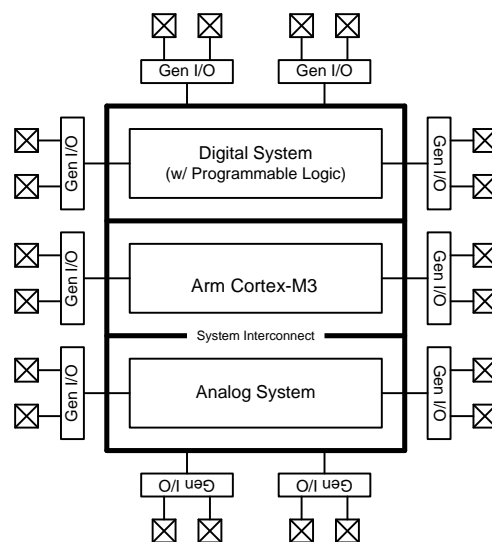 Gen I/O
Gen I/O
Gen I/O
Digital System
(w/ Programmable Logic)
Gen I/O
Gen I/O
Arm Cortex-M3
Gen I/O
System Interconnect
Gen I/O
Analog System
Gen I/O
Gen I/O
Gen I/O